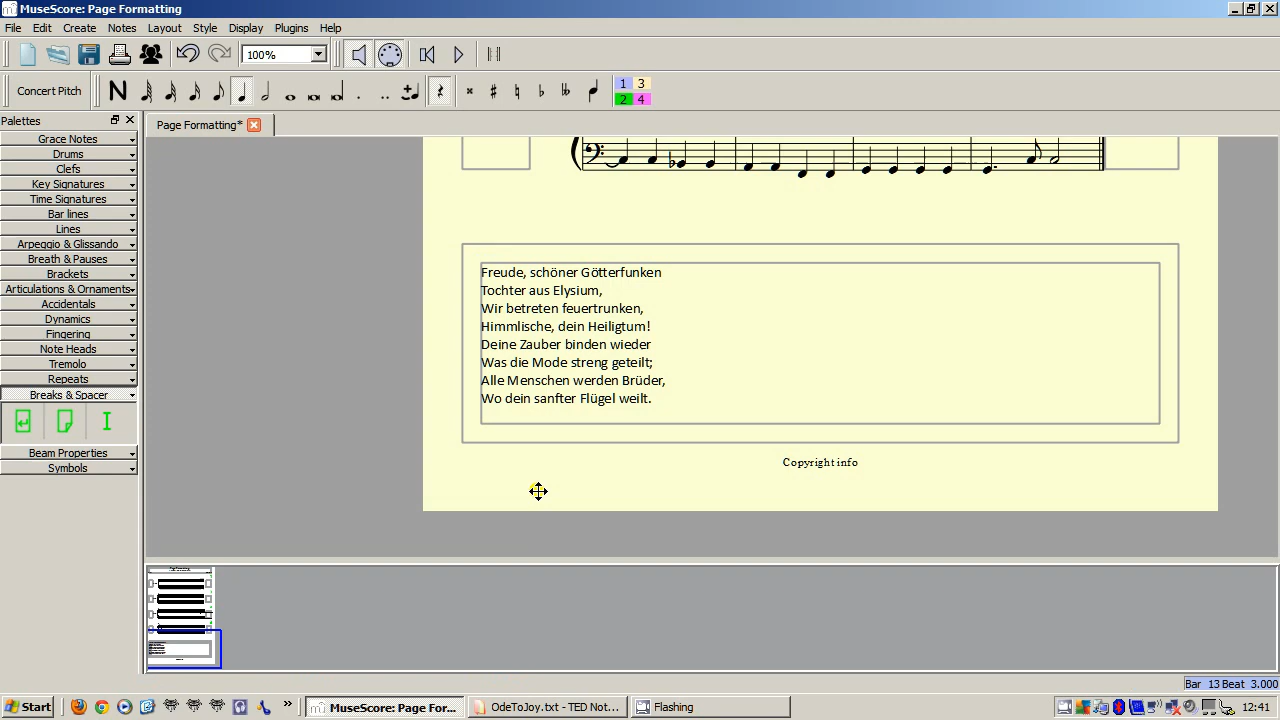 MuseScore: Page Formatting
File Edit Create Notes Layout Style Display Plugins Help
100%
Concert Pitch N 1 3
2 4
Palettes
Page Formatting*
Grace Notes
Drums
Clefs
Key Signatures
Time Signatures
Bar lines
Lines
Arpeggio & Glissando
Breath & Pauses
Brackets
Articulations & Ornaments
Accidentals
Dynamics
Fingering
Note Heads
Tremolo
Repeats
Breaks & Spacer
Beam Properties
Symbols
Freude, schöner Götterfunken
Tochter aus Elysium,
Wir betreten feuertrunken,
Himmlische, dein Heiligtum!
Deine Zauber binden wieder
Was die Mode streng geteilt;
Alle Menschen werden Brüder,
Wo dein sanfter Flügel weilt.
Copyright info
Bar 13 Beat 3.000
Start MuseScore: Page For... OdeToJoy.txt - TED Not... Flashing 12:41